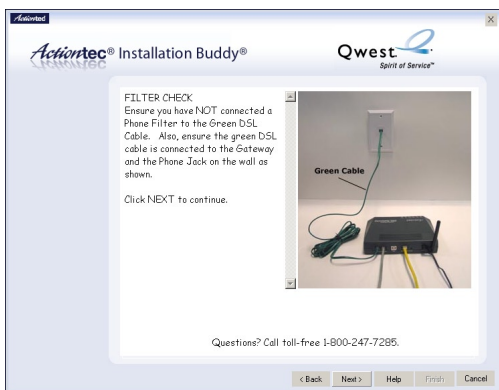 Actiontec
Actiontec® Installation Buddy®
Qwest
Spirit of Service™
FILTER CHECK
Ensure you have NOT connected a
Phone Filter to the Green DSL
Cable. Also, ensure the green DSL
cable is connected to the Gateway
and the Phone Jack on the wall as
shown.
Click NEXT to continue.
Green Cable
Questions? Call toll-free 1-800-247-7285.
< Back Next > Help Finish Cancel